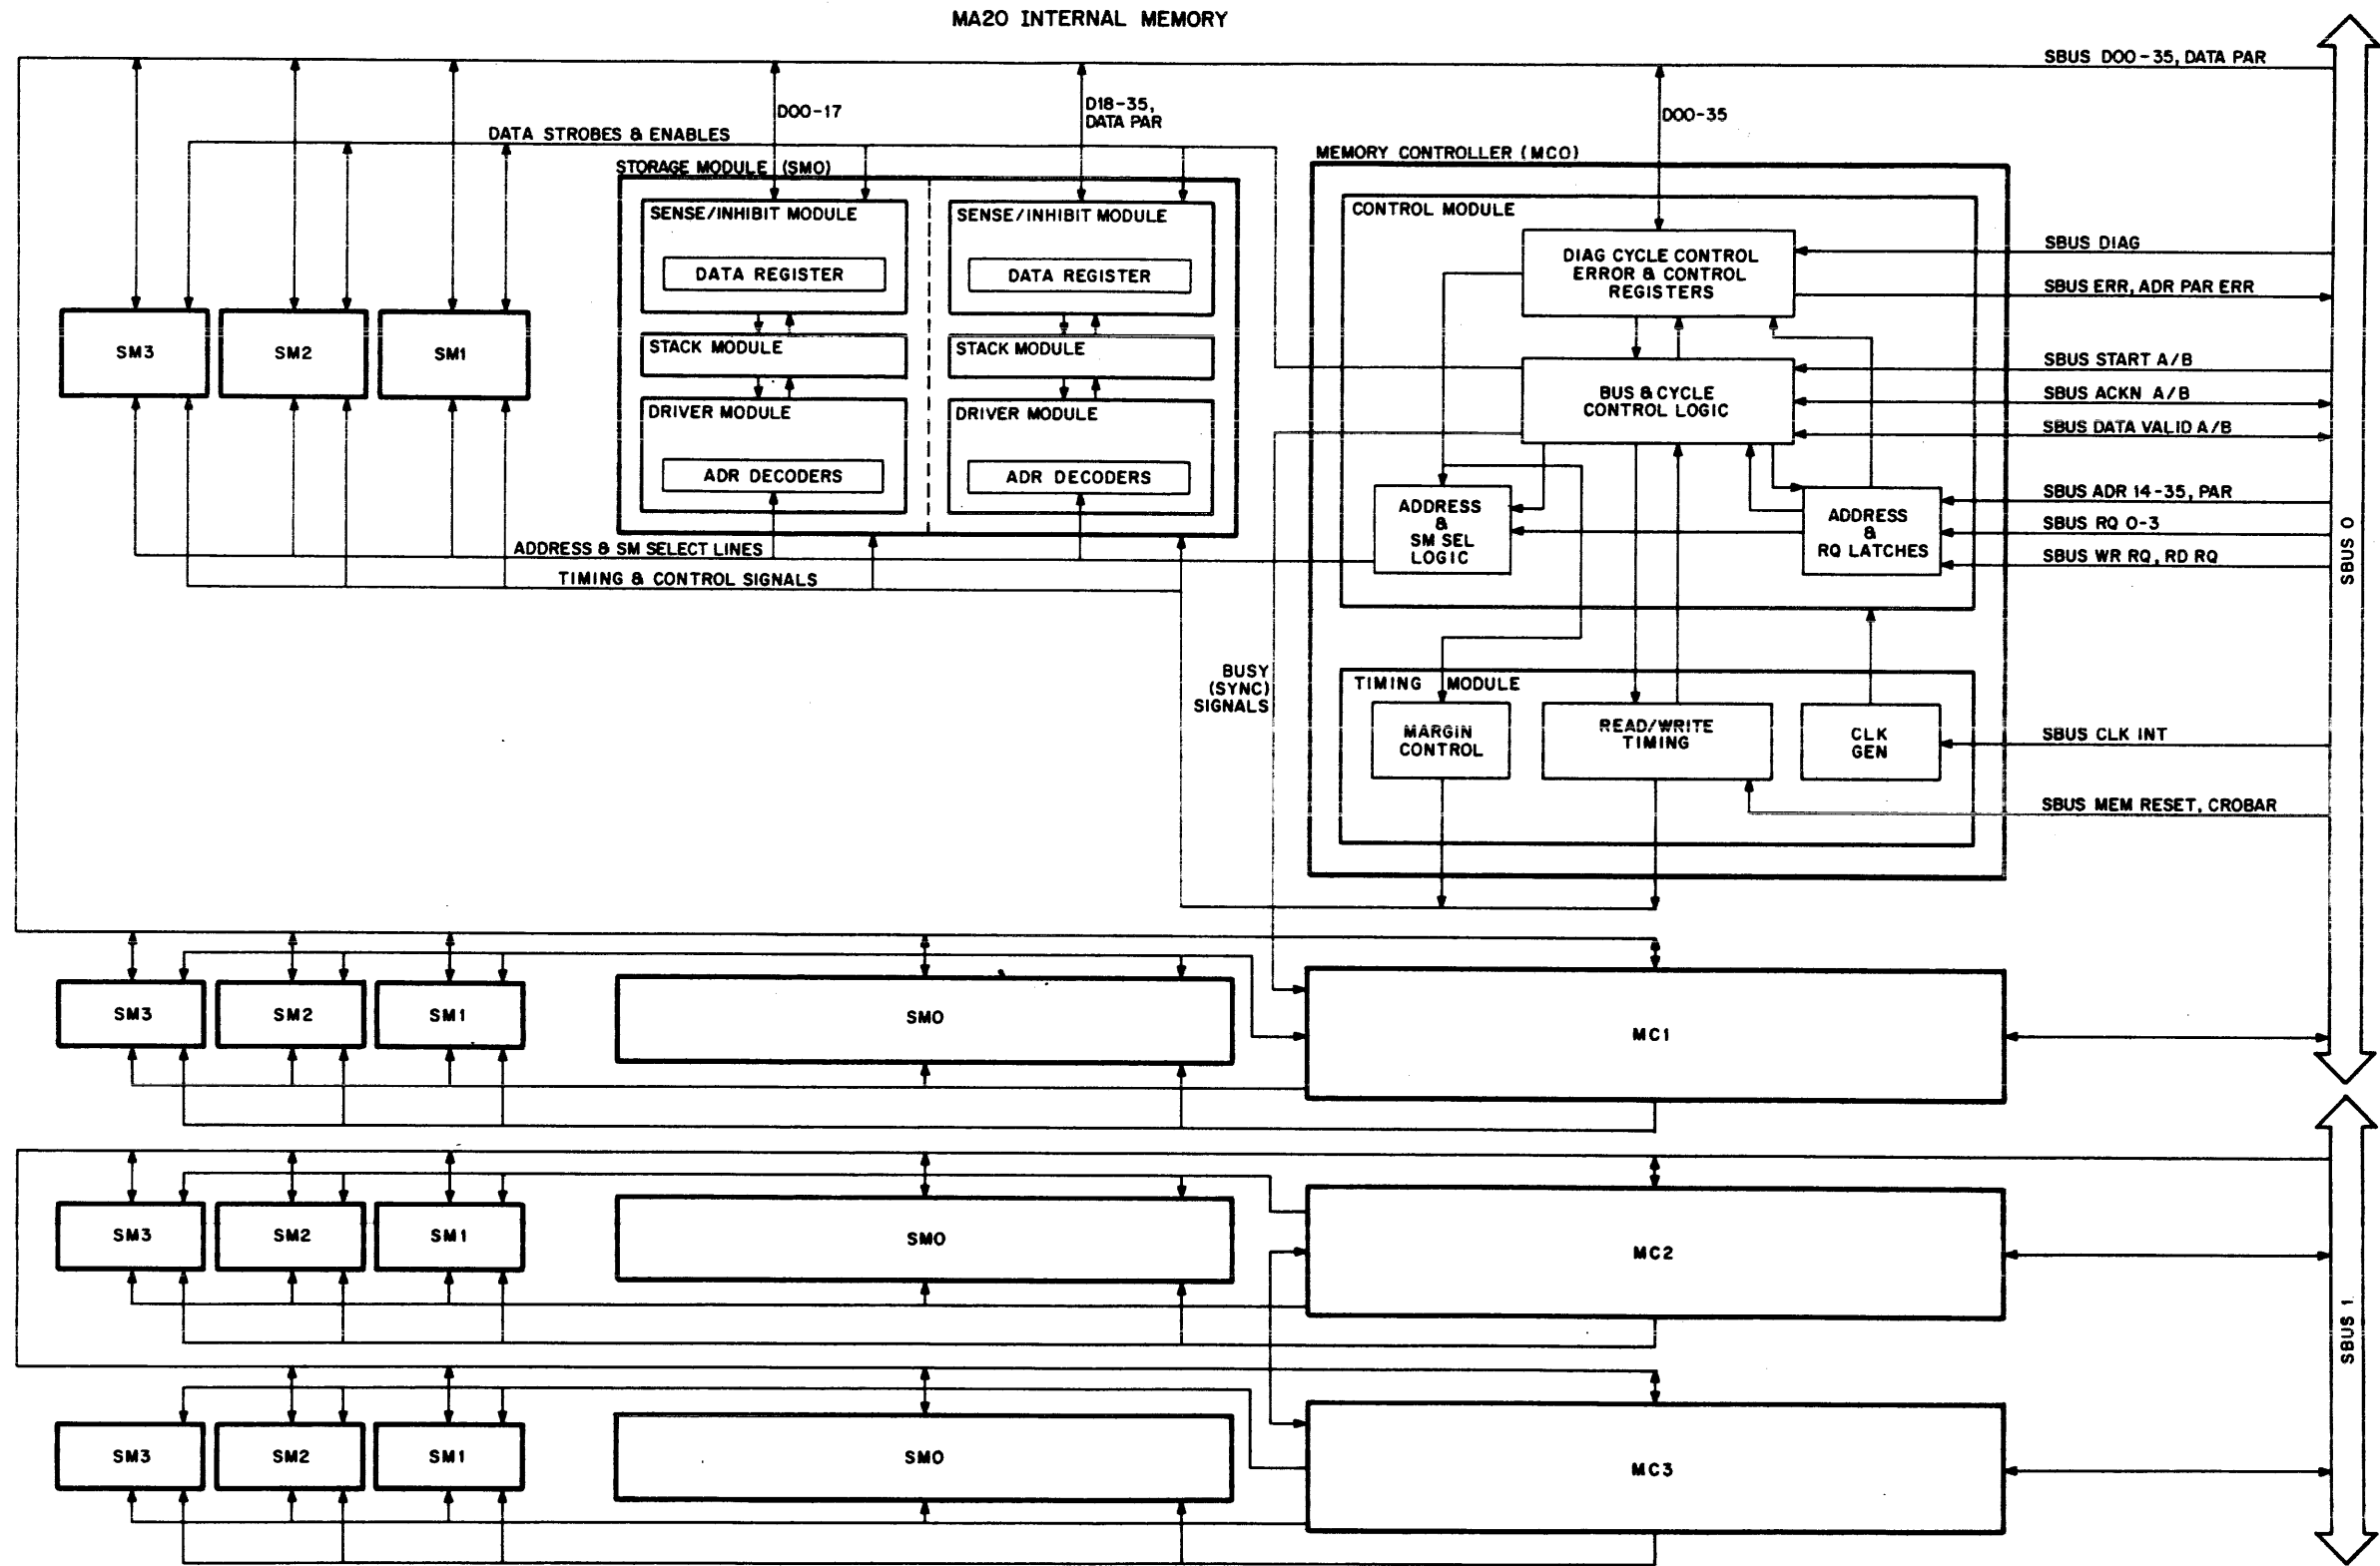 MA20 INTERNAL MEMORY
SBUS D00-35, DATA PAR
D00-17
D18-35,
DATA PAR
D00-35
DATA STROBES & ENABLES
STORAGE MODULE (SM0)
MEMORY CONTROLLER (MC0)
SENSE/INHIBIT MODULE
DATA REGISTER
SENSE/INHIBIT MODULE
DATA REGISTER
CONTROL MODULE
DIAG CYCLE CONTROL
ERROR & CONTROL
REGISTERS
SBUS DIAG
SBUS ERR, ADR PAR ERR
SM3
SM2
SM1
STACK MODULE
STACK MODULE
DRIVER MODULE
ADR DECODERS
DRIVER MODULE
ADR DECODERS
BUS & CYCLE
CONTROL LOGIC
SBUS START A/B
SBUS ACKN A/B
SBUS DATA VALID A/B
ADDRESS
&
SM SEL
LOGIC
ADDRESS
&
RQ LATCHES
SBUS ADR 14-35, PAR
SBUS RQ 0-3
SBUS WR RQ, RD RQ
SBUS 0
ADDRESS & SM SELECT LINES
TIMING & CONTROL SIGNALS
BUSY
(SYNC)
SIGNALS
TIMING MODULE
MARGIN
CONTROL
READ/WRITE
TIMING
CLK
GEN
SBUS CLK INT
SBUS MEM RESET, CROBAR
SM3
SM2
SM1
SM0
MC1
SM3
SM2
SM1
SM0
MC2
SBUS 1
SM3
SM2
SM1
SM0
MC3